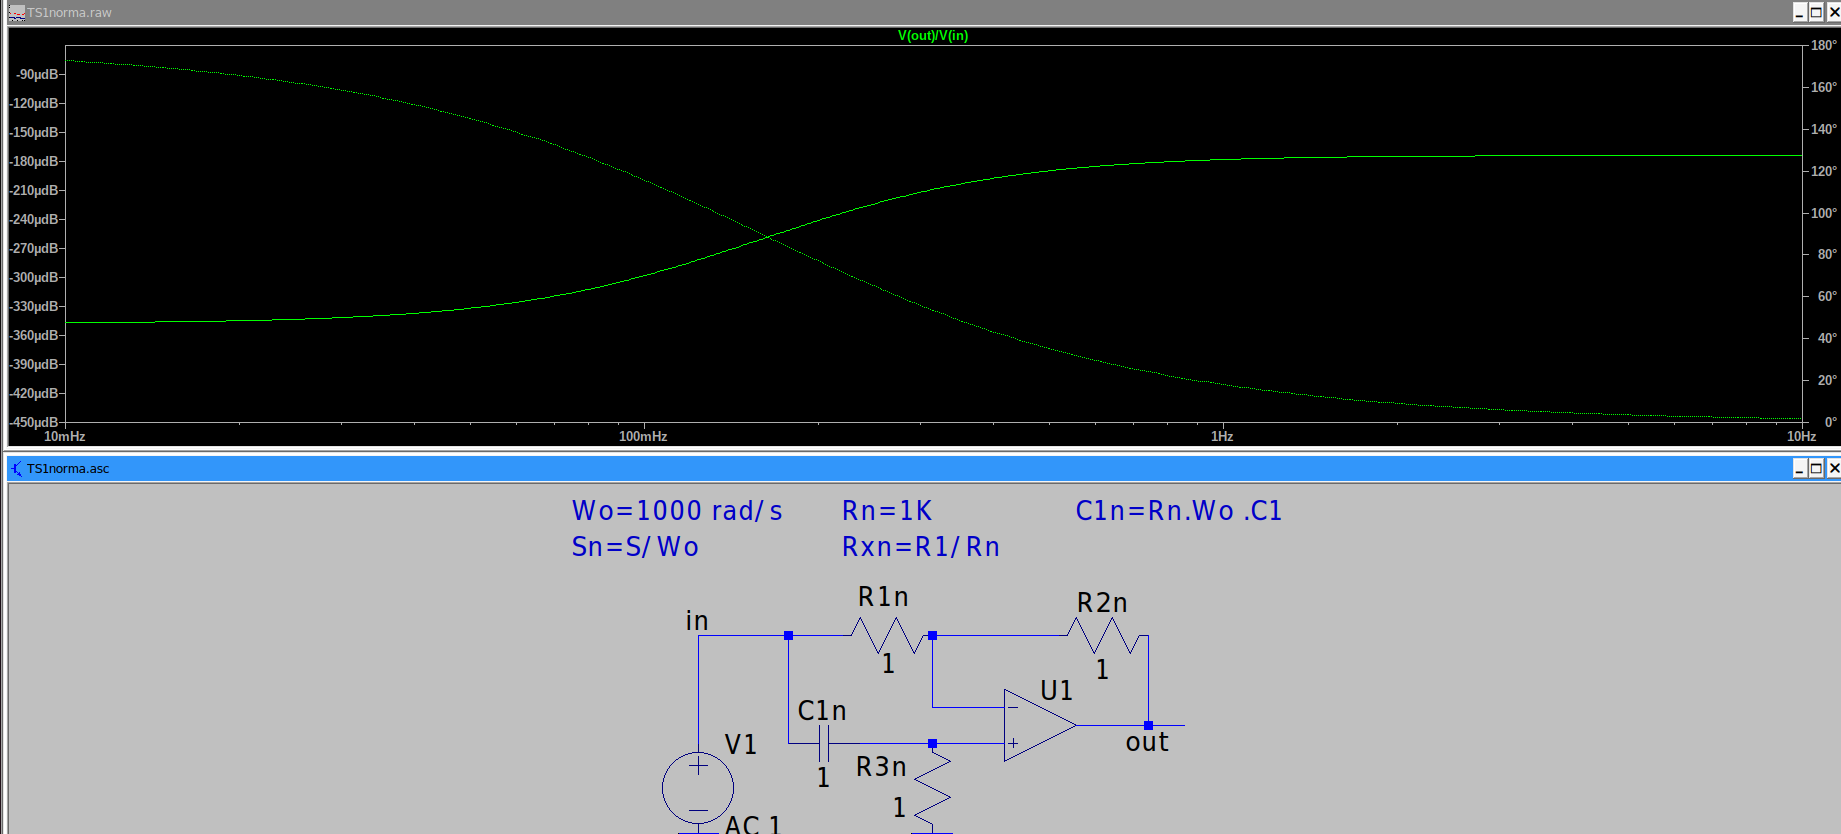 TS1norma.raw
V(out)/V(in)
-90µdB
-120µdB
-150µdB
-180µdB
-210µdB
-240µdB
-270µdB
-300µdB
-330µdB
-360µdB
-390µdB
-420µdB
-450µdB
180°
160°
140°
120°
100°
80°
60°
40°
20°
0°
10mHz 100mHz 1Hz 10Hz
TS1norma.asc
Wo=1000 rad/s Rn=1K C1n=Rn.Wo .C1
Sn=S/Wo Rxn=R1/Rn
R1n
R2n
in
1
1
U1
C1n
out
V1
R3n
1
1
AC 1